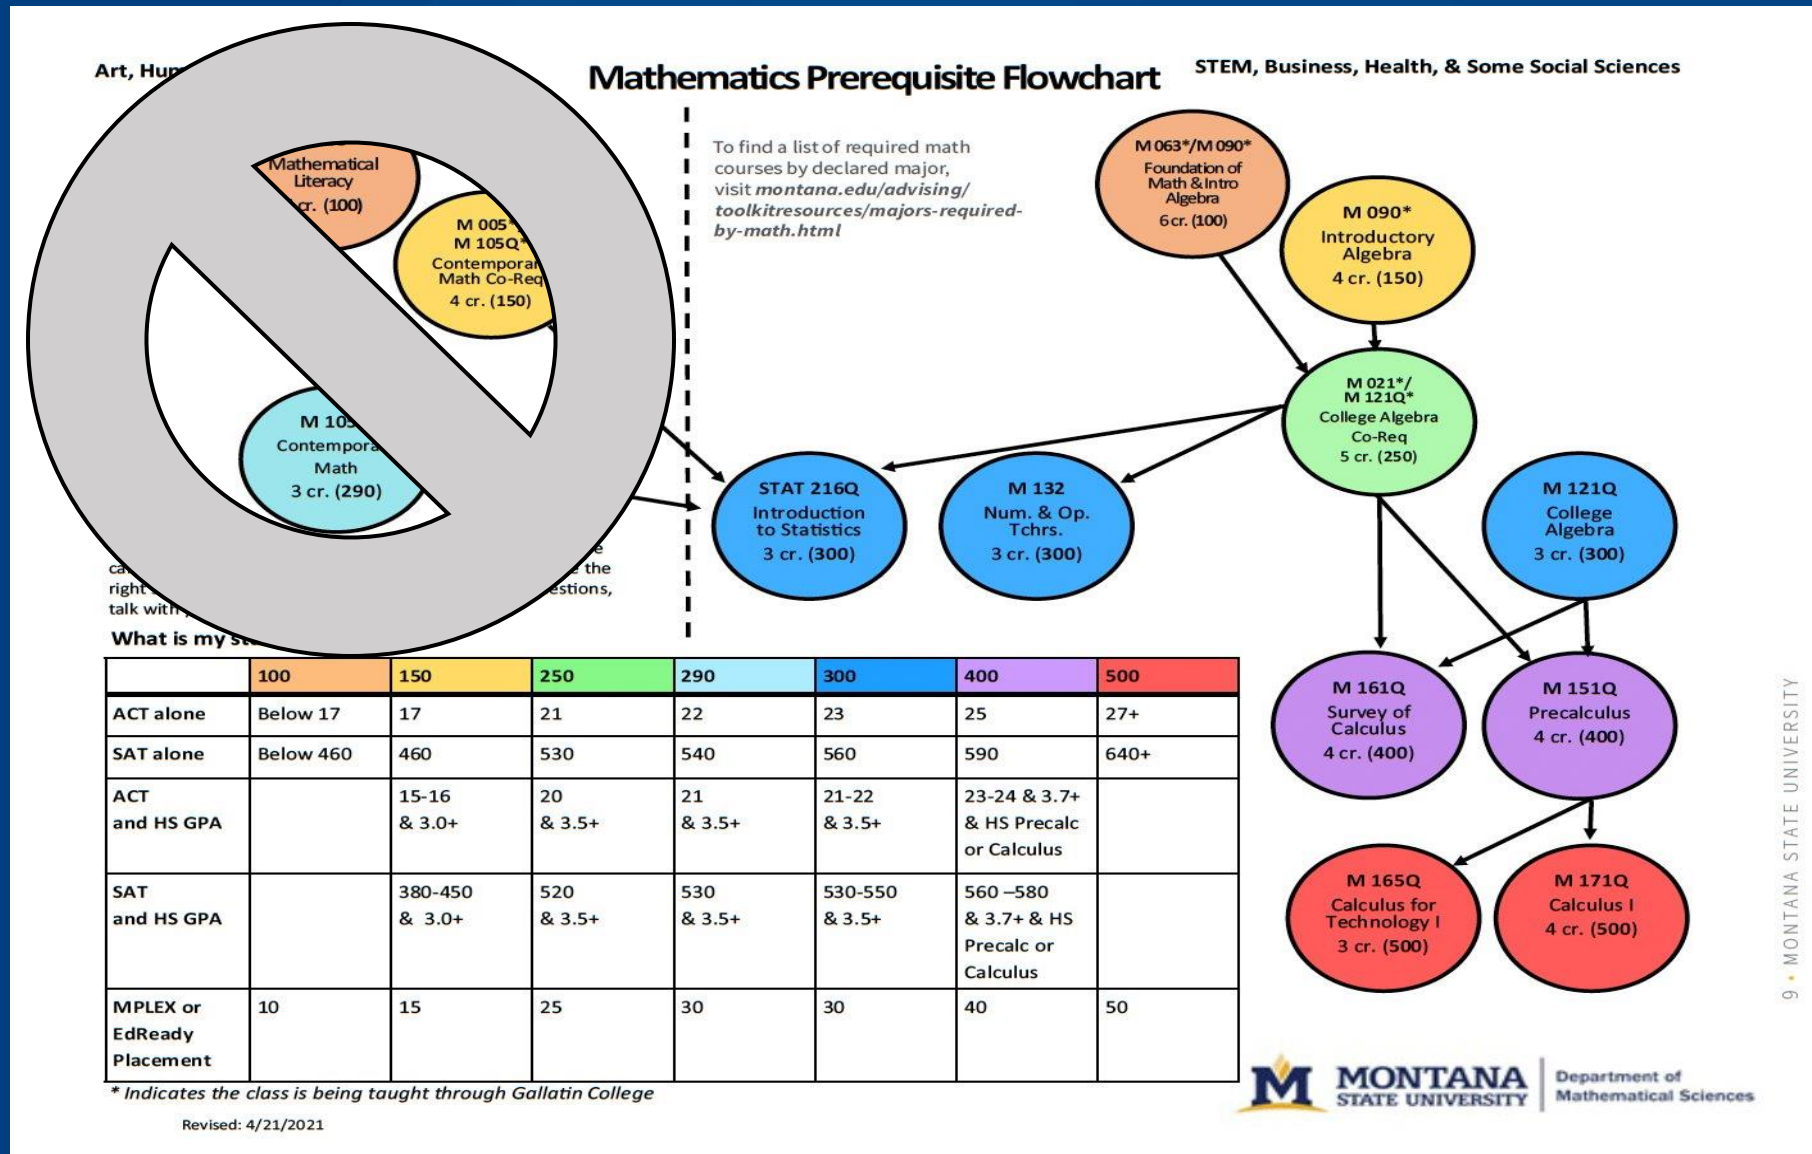 Art, Hum
Mathematics Prerequisite Flowchart
STEM, Business, Health, & Some Social Sciences
Mathematical
Literacy
cr. (100)
M 005*
M 105Q*
Contemporar
Math Co-Req
4 cr. (150)
M 105
Contempora
Math
3 cr. (290)
To find a list of required math
courses by declared major,
visit montana.edu/advising/
toolkitresources/majors-required-
by-math.html
M 063*/M 090*
Foundation of
Math & Intro
Algebra
6 cr. (100)
M 090*
Introductory
Algebra
4 cr. (150)
M 021*/
M 121Q*
College Algebra
Co-Req
5 cr. (250)
STAT 216Q
Introduction
to Statistics
3 cr. (300)
M 132
Num. & Op.
Tchrs.
3 cr. (300)
M 121Q
College
Algebra
3 cr. (300)
M 161Q
Survey of
Calculus
4 cr. (400)
M 151Q
Precalculus
4 cr. (400)
M 165Q
Calculus for
Technology I
3 cr. (500)
M 171Q
Calculus I
4 cr. (500)
the
right estions,
talk with
What is my st
100 150 250 290 300 400 500
ACT alone Below 17 17 21 22 23 25 27+
SAT alone Below 460 460 530 540 560 590 640+
ACT 15-16 20 21 21-22 23-24 & 3.7+
and HS GPA & 3.0+ & 3.5+ & 3.5+ & 3.5+ & HS Precalc
or Calculus
SAT 380-450 520 530 530-550 560 –580
and HS GPA & 3.0+ & 3.5+ & 3.5+ & 3.5+ & 3.7+ & HS
Precalc or
Calculus
MPLEX or 10 15 25 30 30 40 50
EdReady
Placement
* Indicates the class is being taught through Gallatin College
Revised: 4/21/2021
M MONTANA
STATE UNIVERSITY
Department of
Mathematical Sciences
9 • MONTANA STATE UNIVERSITY